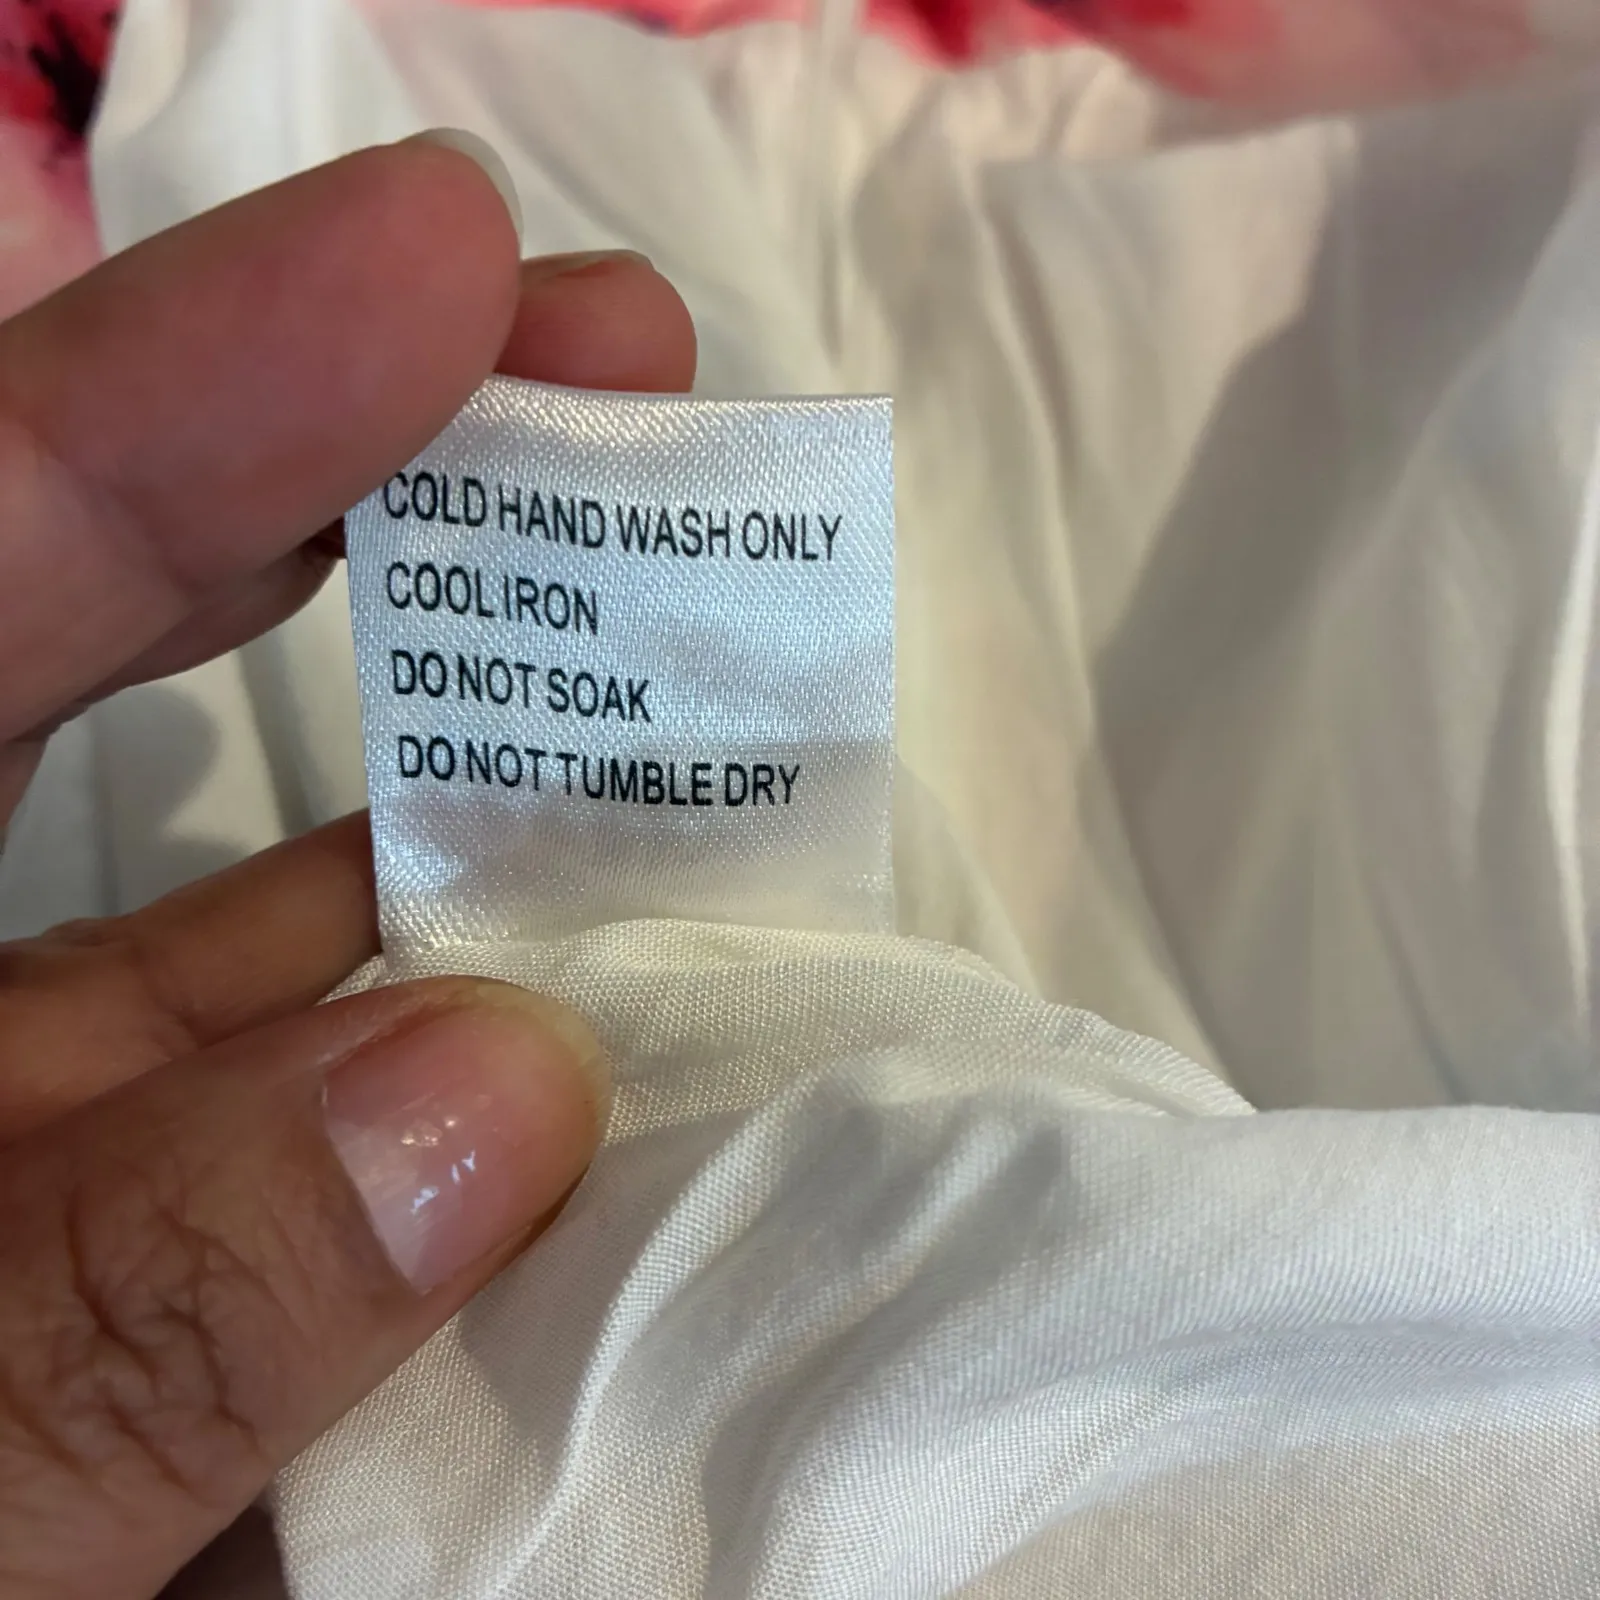 COLD HAND WASH ONLY
COOL IRON
DO NOT SOAK
DO NOT TUMBLE DRY